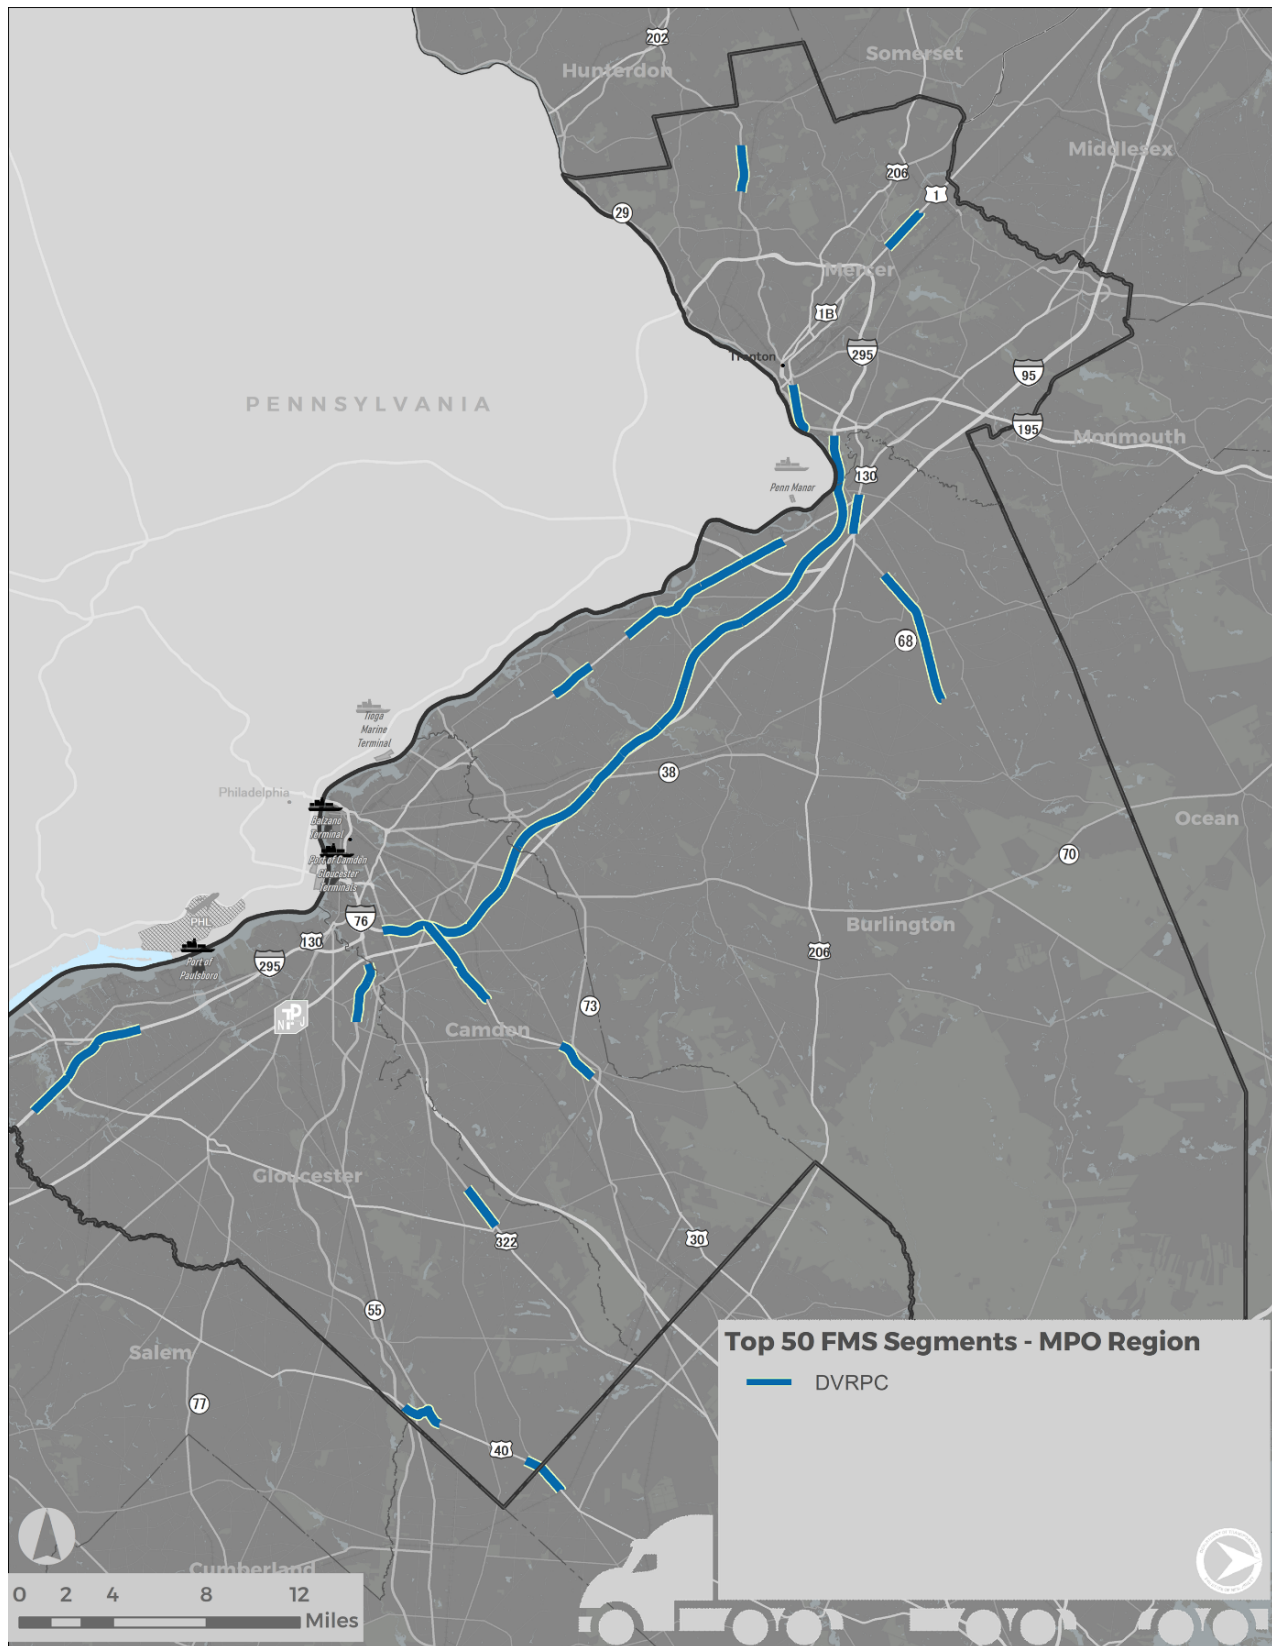 202
Somerset
Hunterdon
Middlesex
206
1
29
Mercer
1B
Trenton
295
95
PENNSYLVANIA
195
Monmouth
130
Penn Manor
68
Tioga
Marine
Terminal
38
Philadelphia
Balzano
Terminal
Ocean
70
Port of Camden
Gloucester
Terminals
PHL
76
Burlington
130
206
295
Port of
Paulsboro
73
NTPJ
Camden
Gloucester
322
30
55
Top 50 FMS Segments - MPO Region
Salem
DVRPC
77
40
Cumberland
0 2 4 8 12
Miles